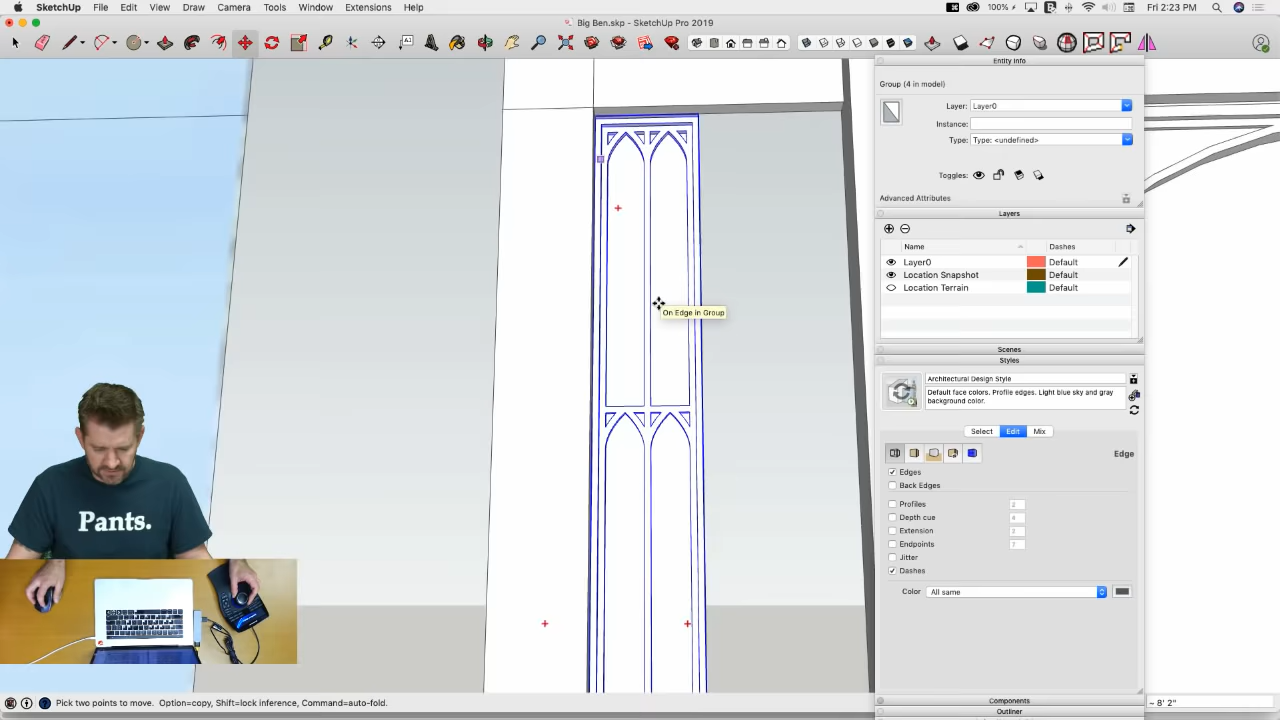 SketchUp File Edit View Draw Camera Tools Window Extensions Help 100% Fri 2:23 PM
Big Ben.skp - SketchUp Pro 2019
Entity Info
Group (4 in model)
Layer: Layer0
Instance:
Type: Type: <undefined>
Toggles:
Advanced Attributes
Layers
Name Dashes
Layer0 Default
Location Snapshot Default
Location Terrain Default
Scenes
Styles
Architectural Design Style
Default face colors. Profile edges. Light blue sky and gray
background color.
Select Edit Mix
Edge
Edges
Back Edges
Profiles 2
Depth cue 4
Extension
Endpoints 7
Jitter
Dashes
Color All same
Components
Outliner
On Edge in Group
Pants.
Pick two points to move. Option=copy, Shift=lock inference, Command=auto-fold.
~ 8' 2"